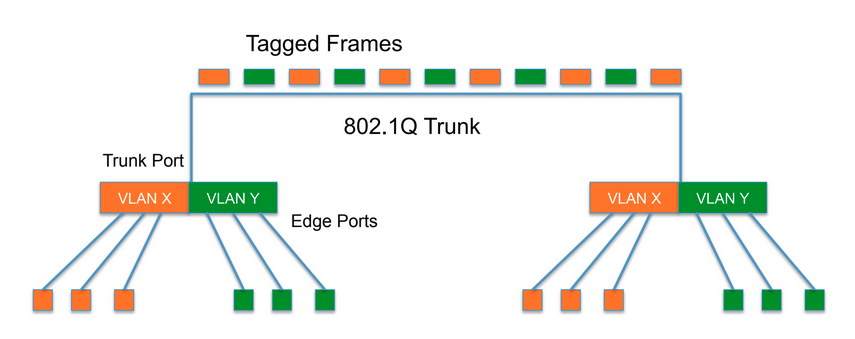 Tagged Frames
802.1Q Trunk
Trunk Port
VLAN X
VLAN Y
VLAN X
VLAN Y
Edge Ports